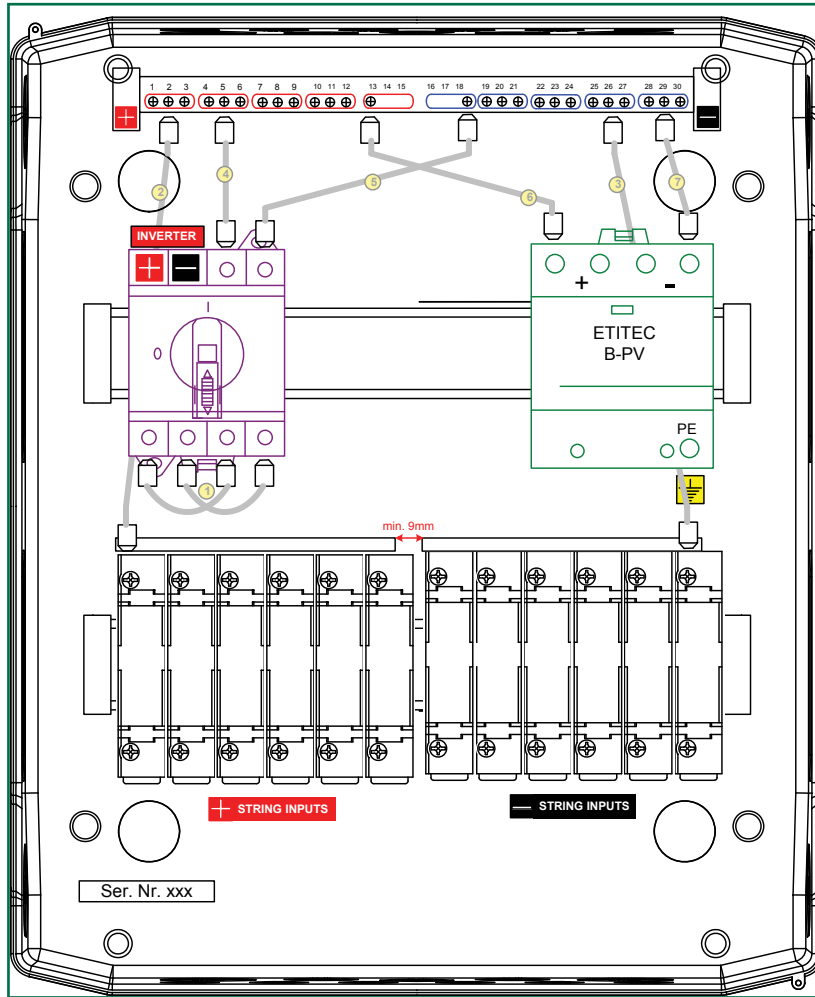 1 2 3 4 5 6 7 8 9 10 11 12 13 14 15 16 17 18 19 20 21 22 23 24 25 26 27 28 29 30
+ −
2 4 5 6 3 7
INVERTER
+ −
I
0
+ -
ETITEC
B-PV
PE
1
min. 9mm
+ STRING INPUTS
− STRING INPUTS
Ser. Nr. xxx